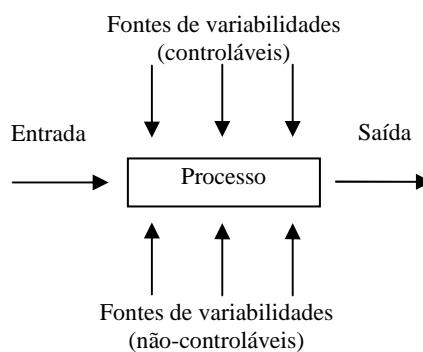 Fontes de variabilidades
(controláveis)
Entrada
Saída
Processo
Fontes de variabilidades
(não-controláveis)